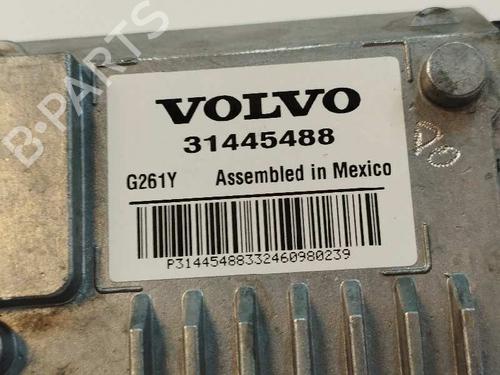 VOLVO
31445488
G261Y Assembled in Mexico
P31445488332460980239
B-PARTS